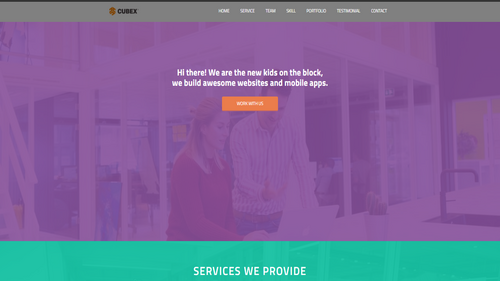 CUBEX
HOME SERVICE TEAM SKILL PORTFOLIO TESTIMONIAL CONTACT
Hi there! We are the new kids on the block,
we build awesome websites and mobile apps.
WORK WITH US
SERVICES WE PROVIDE